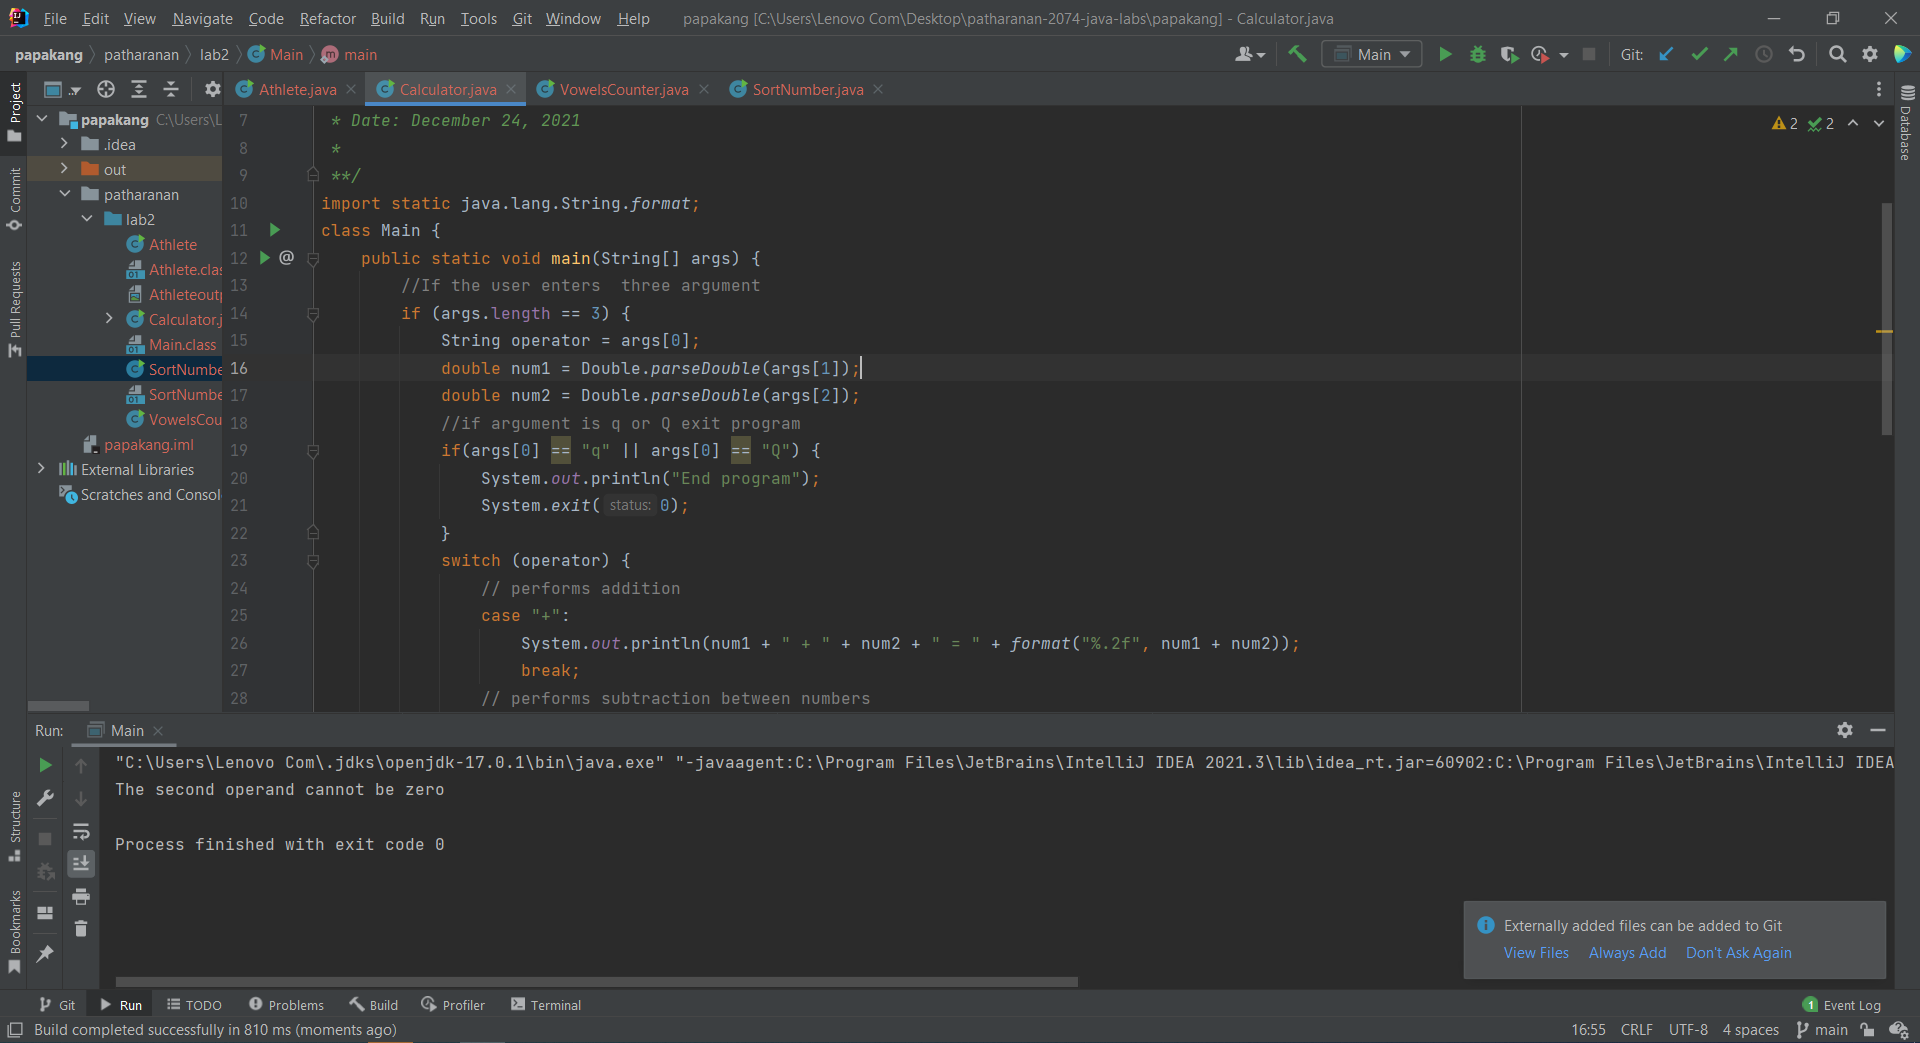 File Edit View Navigate Code Refactor Build Run Tools Git Window Help papakang [C:\Users\Lenovo Com\Desktop\patharanan-2074-java-labs\papakang] - Calculator.java
papakang patharanan lab2 Main main
Main Git:
Project
Commit
Pull Requests
Structure
Bookmarks
Database
papakang C:\Users\L
.idea
out
patharanan
lab2
Athlete
Athlete.clas
Athleteoutp
Calculator.j
Main.class
SortNumbe
SortNumbe
VowelsCou
papakang.iml
External Libraries
Scratches and Consol
Athlete.java Calculator.java VowelsCounter.java SortNumber.java
2 2
7 * Date: December 24, 2021
8 *
9 **/
10 import static java.lang.String.format;
11 class Main {
12 @ public static void main(String[] args) {
13 //If the user enters  three argument
14 if (args.length == 3) {
15 String operator = args[0];
16 double num1 = Double.parseDouble(args[1]);
17 double num2 = Double.parseDouble(args[2]);
18 //if argument is q or Q exit program
19 if(args[0] == "q" || args[0] == "Q") {
20 System.out.println("End program");
21 System.exit( status: 0);
22 }
23 switch (operator) {
24 // performs addition
25 case "+":
26 System.out.println(num1 + " + " + num2 + " = " + format("%.2f", num1 + num2));
27 break;
28 // performs subtraction between numbers
Run: Main
"C:\Users\Lenovo Com\.jdks\openjdk-17.0.1\bin\java.exe" "-javaagent:C:\Program Files\JetBrains\IntelliJ IDEA 2021.3\lib\idea_rt.jar=60902:C:\Program Files\JetBrains\IntelliJ IDEA
The second operand cannot be zero
Process finished with exit code 0
Externally added files can be added to Git
View Files Always Add Don't Ask Again
Git Run TODO Problems Build Profiler Terminal 1 Event Log
Build completed successfully in 810 ms (moments ago) 16:55 CRLF UTF-8 4 spaces main